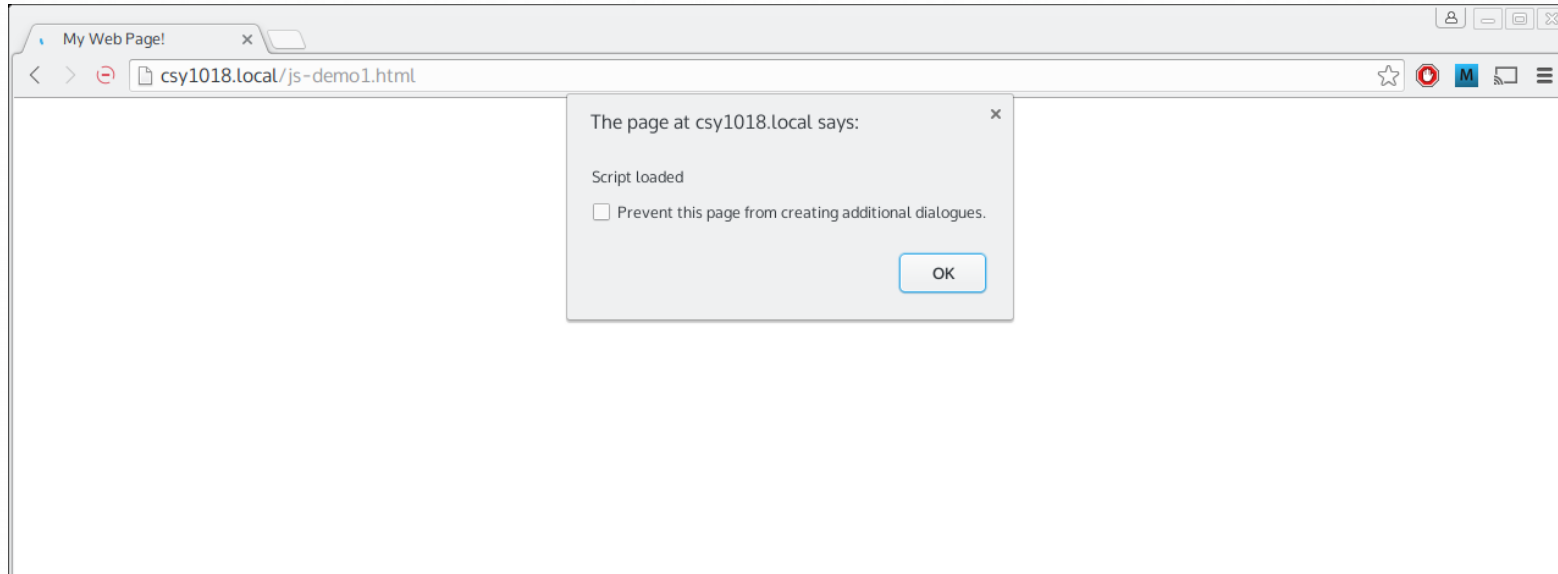 My Web Page!
csy1018.local/js-demo1.html
M
The page at csy1018.local says:
Script loaded
Prevent this page from creating additional dialogues.
OK